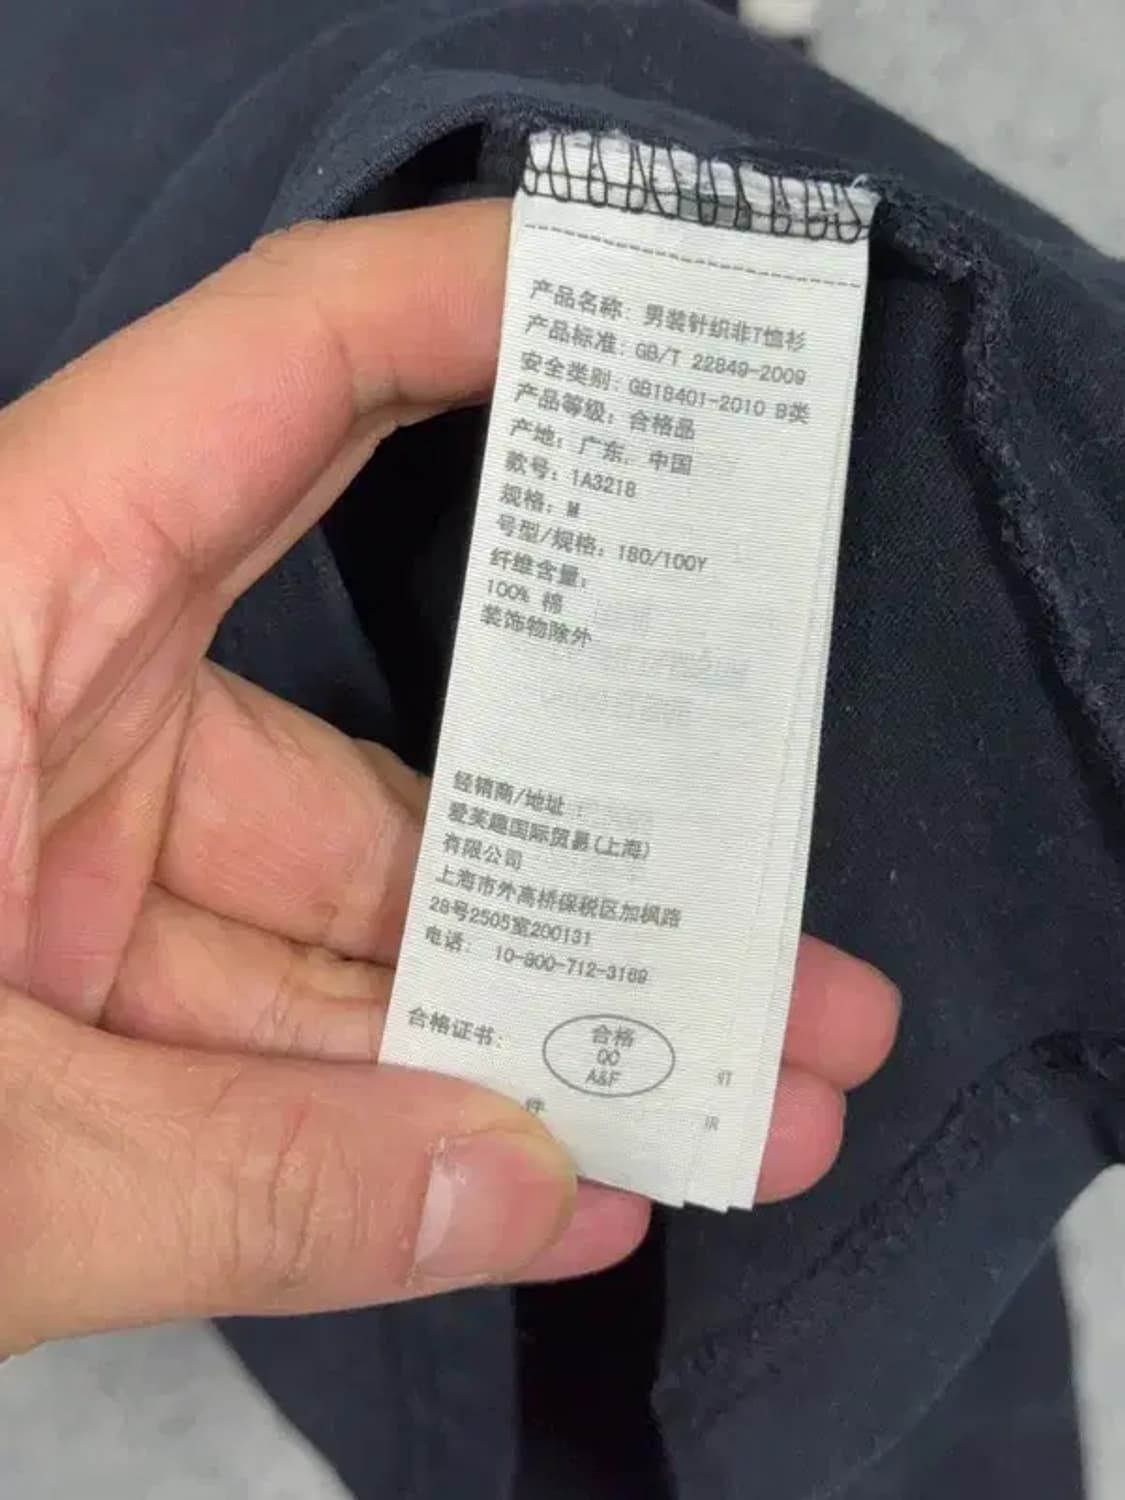 产品名称: 男装针织非T恤衫
产品标准: GB/T 22849-2009
安全类别: GB18401-2010 B类
产品等级: 合格品
产地: 广东, 中国
款号: 1A3218
规格: M
号型/规格: 180/100Y
纤维含量:
100% 棉
装饰物除外
经销商/地址 :
爱芙趣国际贸易(上海)
有限公司
上海市外高桥保税区加枫路
28号2505室200131
电话: 10-800-712-3169
合格证书:
合格
QC
A&F
件